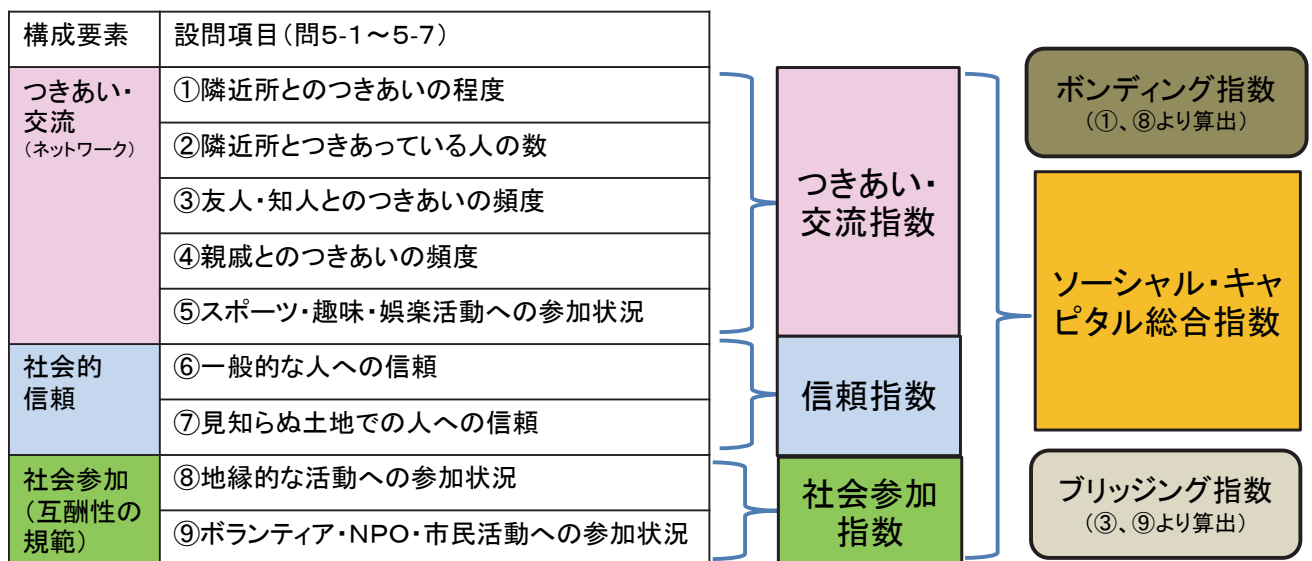 構成要素
設問項目(問5-1～5-7)
つきあい・
交流
(ネットワーク)
①隣近所とのつきあいの程度
②隣近所とつきあっている人の数
③友人・知人とのつきあいの頻度
④親戚とのつきあいの頻度
⑤スポーツ・趣味・娯楽活動への参加状況
社会的
信頼
⑥一般的な人への信頼
⑦見知らぬ土地での人への信頼
社会参加
(互酬性の
規範)
⑧地縁的な活動への参加状況
⑨ボランティア・NPO・市民活動への参加状況
つきあい・
交流指数
信頼指数
社会参加
指数
ボンディング指数
(①、⑧より算出)
ソーシャル・キャ
ピタル総合指数
ブリッジング指数
(③、⑨より算出)